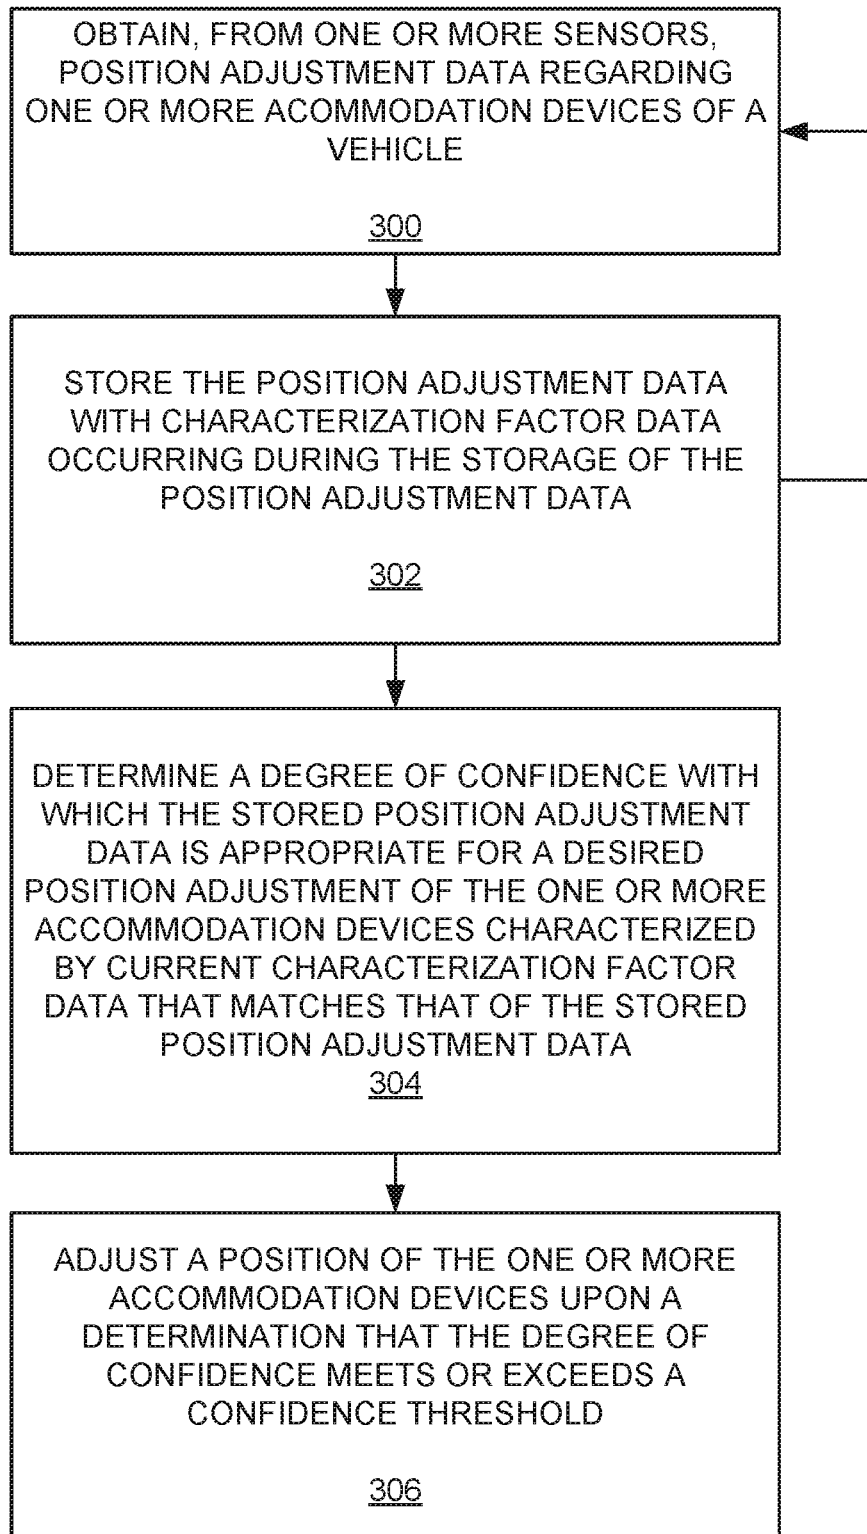 OBTAIN, FROM ONE OR MORE SENSORS,
POSITION ADJUSTMENT DATA REGARDING
ONE OR MORE ACOMMODATION DEVICES OF A
VEHICLE
300
STORE THE POSITION ADJUSTMENT DATA
WITH CHARACTERIZATION FACTOR DATA
OCCURRING DURING THE STORAGE OF THE
POSITION ADJUSTMENT DATA
302
DETERMINE A DEGREE OF CONFIDENCE WITH
WHICH THE STORED POSITION ADJUSTMENT
DATA IS APPROPRIATE FOR A DESIRED
POSITION ADJUSTMENT OF THE ONE OR MORE
ACCOMMODATION DEVICES CHARACTERIZED
BY CURRENT CHARACTERIZATION FACTOR
DATA THAT MATCHES THAT OF THE STORED
POSITION ADJUSTMENT DATA
304
ADJUST A POSITION OF THE ONE OR MORE
ACCOMMODATION DEVICES UPON A
DETERMINATION THAT THE DEGREE OF
CONFIDENCE MEETS OR EXCEEDS A
CONFIDENCE THRESHOLD
306